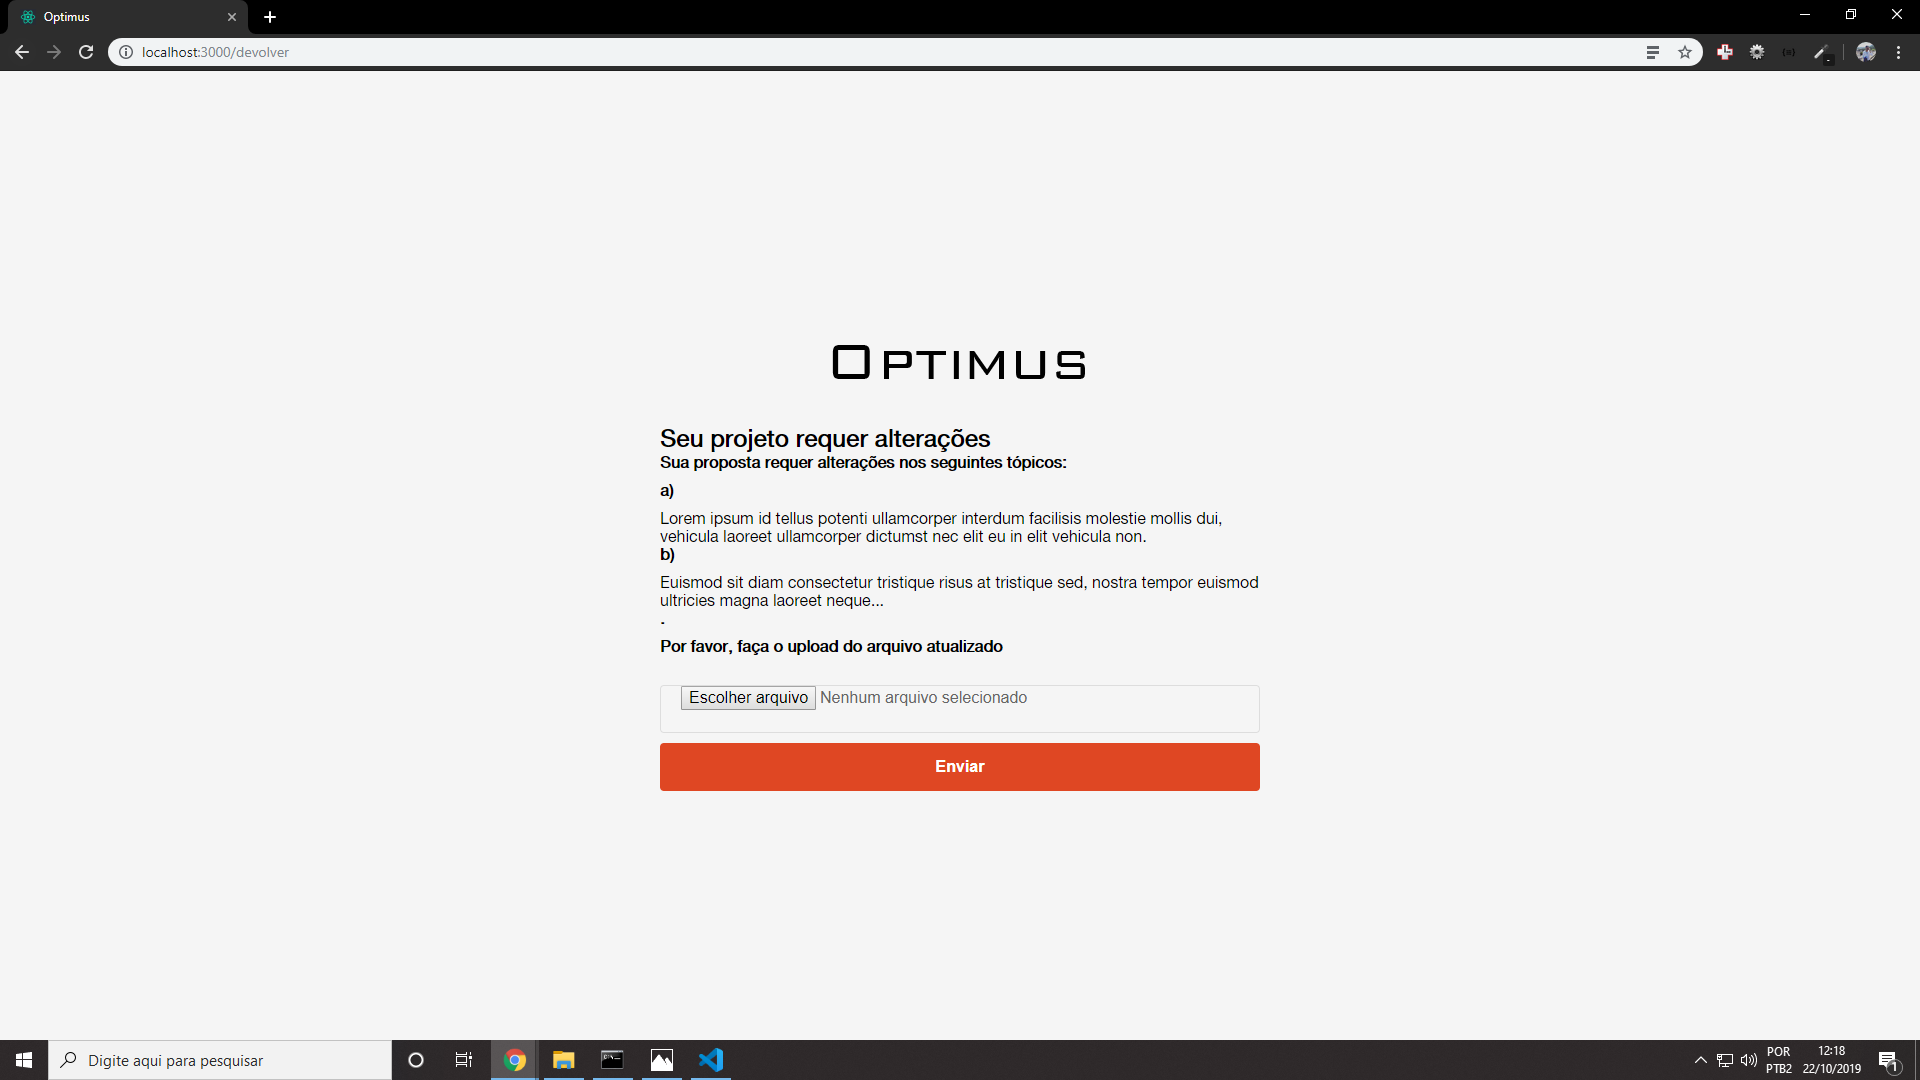 Optimus
localhost:3000/devolver
OPTIMUS
Seu projeto requer alterações
Sua proposta requer alterações nos seguintes tópicos:
a)
Lorem ipsum id tellus potenti ullamcorper interdum facilisis molestie mollis dui,
vehicula laoreet ullamcorper dictumst nec elit eu in elit vehicula non.
b)
Euismod sit diam consectetur tristique risus at tristique sed, nostra tempor euismod
ultricies magna laoreet neque...
.
Por favor, faça o upload do arquivo atualizado
Escolher arquivo Nenhum arquivo selecionado
Enviar
Digite aqui para pesquisar
POR
PTB2
12:18
22/10/2019
1